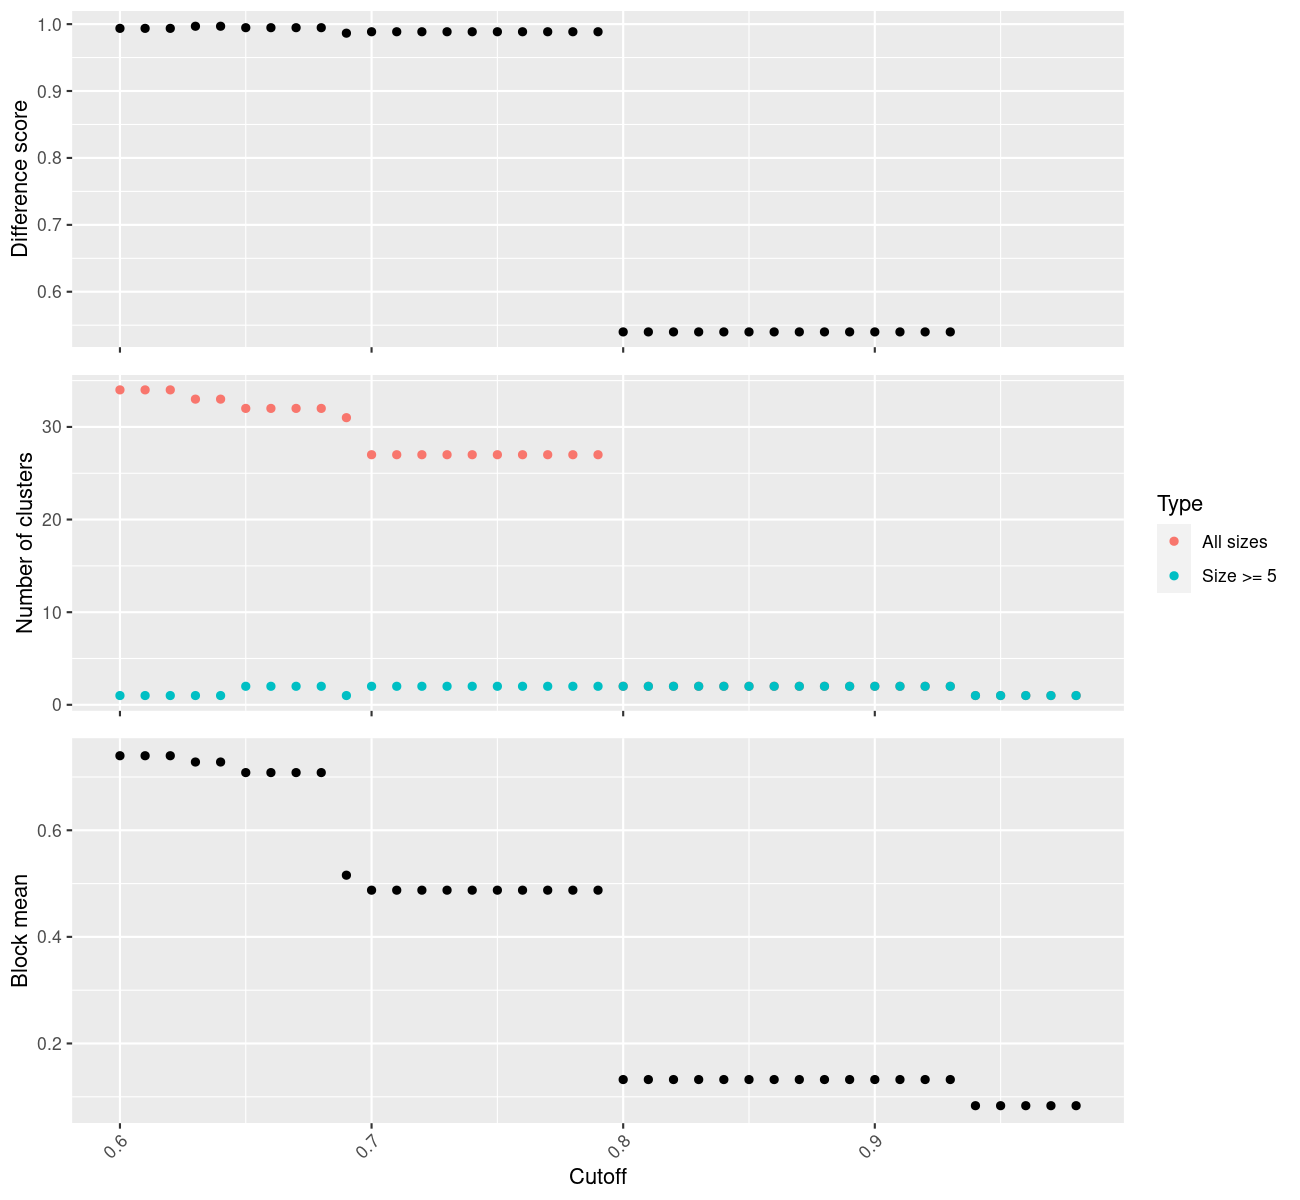 Difference score
1.0
0.9
0.8
0.7
0.6
Number of clusters
30
20
10
0
Type
All sizes
Size >= 5
Block mean
0.6
0.4
0.2
0.6
0.7
0.8
0.9
Cutoff